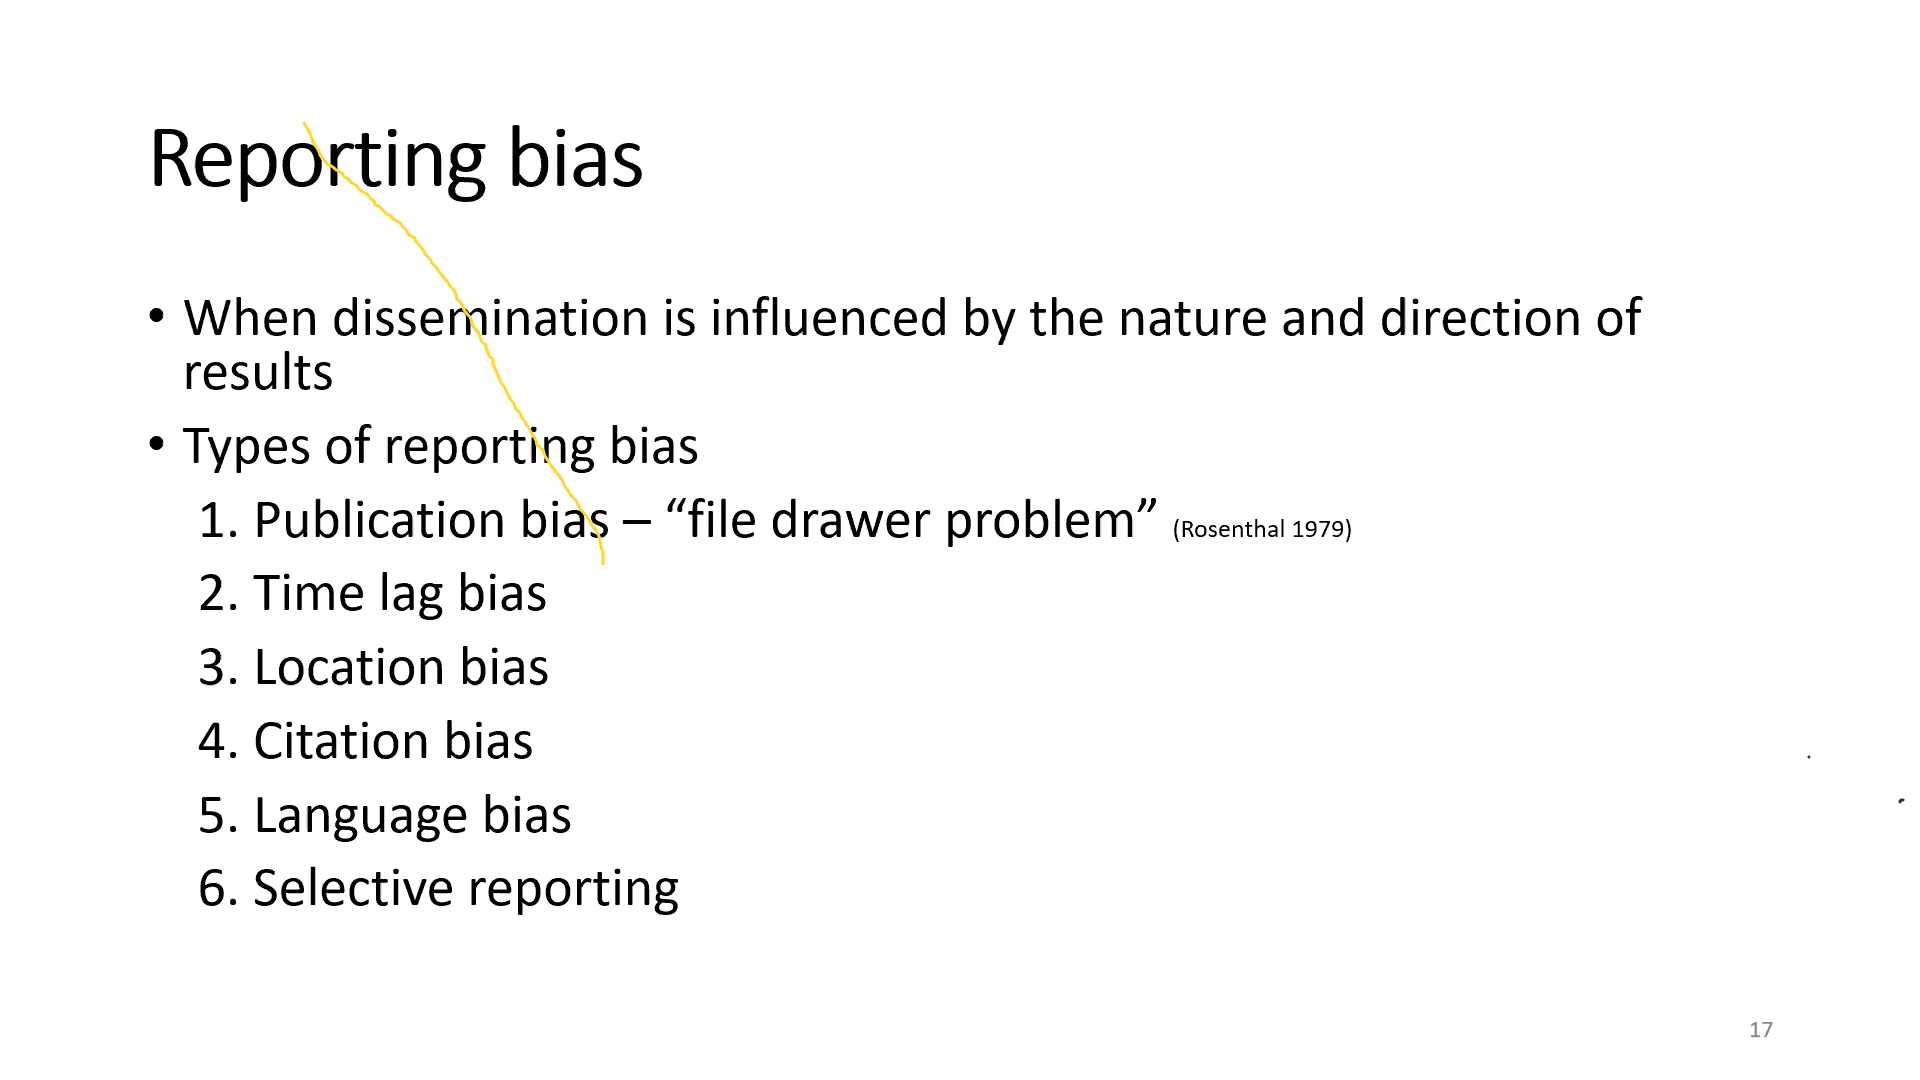 Reporting bias
• When dissemination is influenced by the nature and direction of
results
• Types of reporting bias
1. Publication bias – “file drawer problem” (Rosenthal 1979)
2. Time lag bias
3. Location bias
4. Citation bias
5. Language bias
6. Selective reporting
17